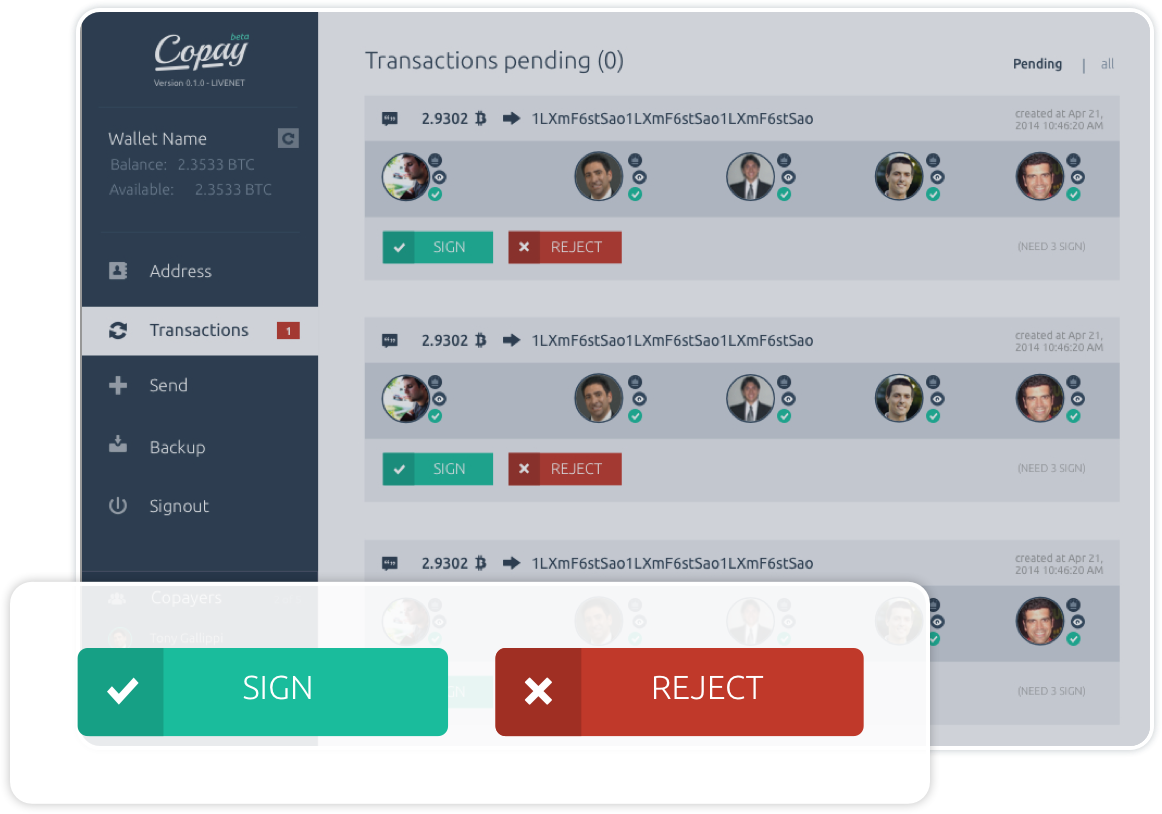 Copay beta
Version 0.1.0 - LIVENET
Wallet Name
Balance: 2.3533 BTC
Available: 2.3533 BTC
Address
Transactions 1
Send
Backup
Signout
Copayers
Tony Gallippi
Transactions pending (0)
Pending | all
2.9302 1LXmF6stSao1LXmF6stSao1LXmF6stSao
created at Apr 21,
2014 10:46:20 AM
SIGN REJECT (NEED 3 SIGN)
2.9302 1LXmF6stSao1LXmF6stSao1LXmF6stSao
created at Apr 21,
2014 10:46:20 AM
SIGN REJECT (NEED 3 SIGN)
2.9302 1LXmF6stSao1LXmF6stSao1LXmF6stSao
created at Apr 21,
2014 10:46:20 AM
(NEED 3 SIGN)
SIGN REJECT